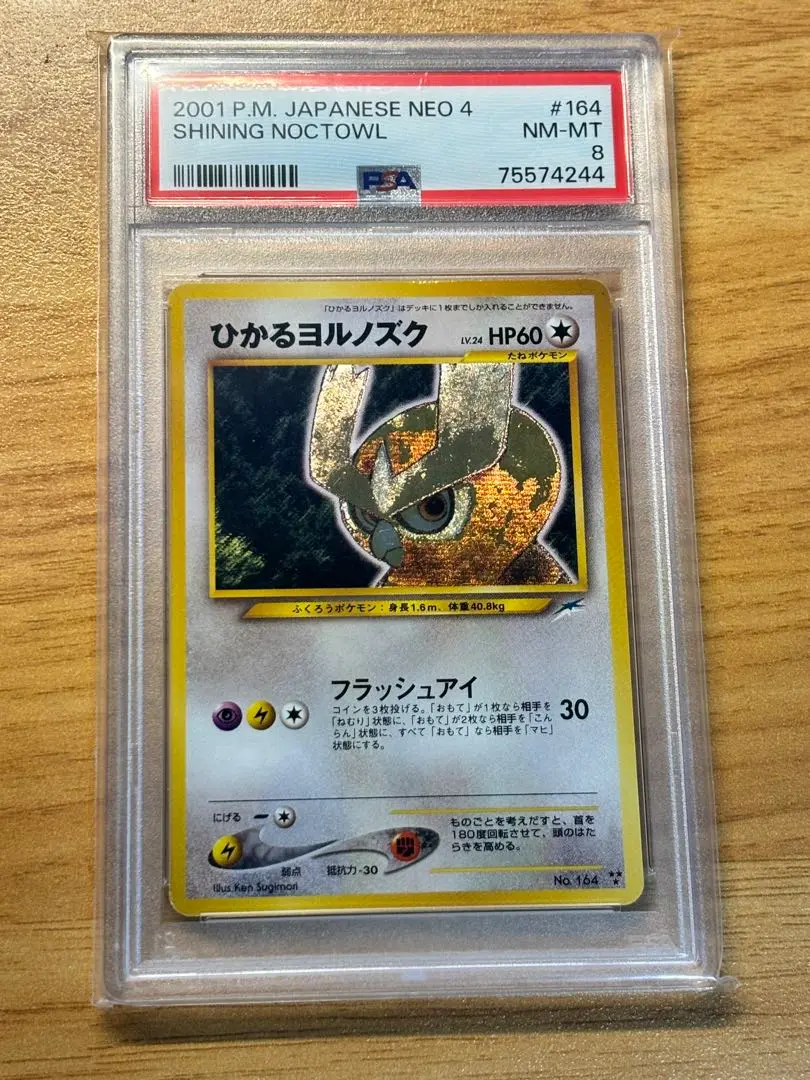 2001 P.M. JAPANESE NEO 4 #164
SHINING NOCTOWL NM-MT
8
PSA 75574244
「ひかるヨルノズク」はデッキに1枚までしか入れることができません。
ひかるヨルノズク LV.24 HP60
たねポケモン
ふくろうポケモン：身長1.6m、体重40.8kg
フラッシュアイ
コインを3枚投げる。「おもて」が1枚なら相手を
「ねむり」状態に、「おもて」が2枚なら相手を「こん
らん」状態に、すべて「おもて」なら相手を「マヒ」
状態にする。
30
にげる
弱点 抵抗力-30
Illus. Ken Sugimori
ものごとを考えだすと、首を
180度回転させて、頭のはた
らきを高める。
No. 164